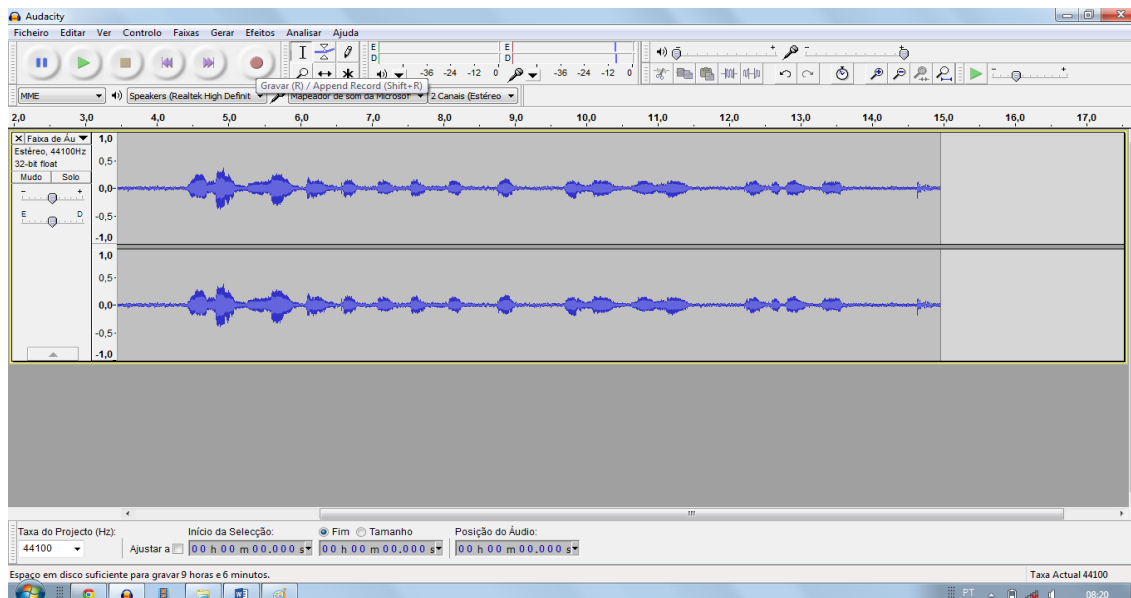 Audacity
Ficheiro Editar Ver Controlo Faixas Gerar Efeitos Analisar Ajuda
E
D
-36 -24 -12 0
E
D
-36 -24 -12 0
Gravar (R) / Append Record (Shift+R)
MME
Speakers (Realtek High Definit
Mapeador de som da Microsof
2 Canais (Estéreo
2,0 3,0 4,0 5,0 6,0 7,0 8,0 9,0 10,0 11,0 12,0 13,0 14,0 15,0 16,0 17,0
Faixa de Áu
Estéreo, 44100Hz
32-bit float
Mudo Solo
- +
E D
1,0
0,5
0,0
-0,5
-1,0
1,0
0,5
0,0
-0,5
-1,0
Taxa do Projecto (Hz): Início da Selecção: Fim Tamanho Posição do Áudio:
44100 Ajustar a 00 h 00 m 00.000 s 00 h 00 m 00.000 s 00 h 00 m 00.000 s
Espaço em disco suficiente para gravar 9 horas e 6 minutos. Taxa Actual 44100
PT 08:20